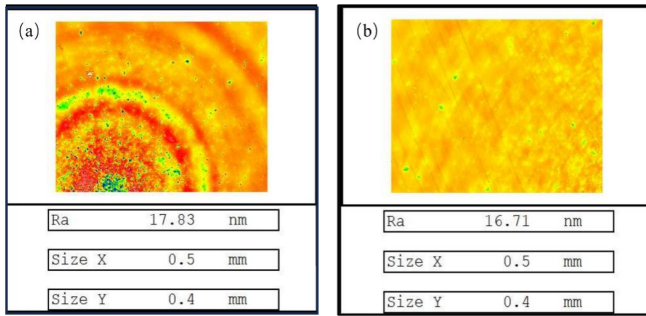 (a)
Ra 17.83 nm
Size X 0.5 mm
Size Y 0.4 mm
(b)
Ra 16.71 nm
Size X 0.5 mm
Size Y 0.4 mm